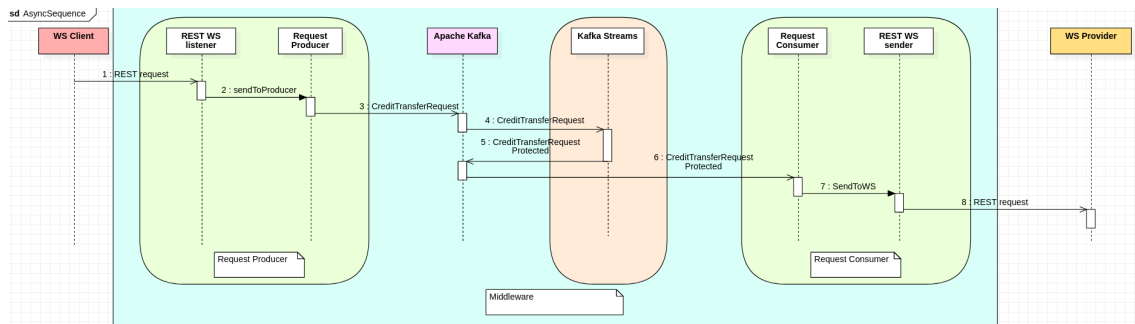 sd AsyncSequence
WS Client
REST WS
listener
Request
Producer
Apache Kafka
Kafka Streams
Request
Consumer
REST WS
sender
WS Provider
1 : REST request
2 : sendToProducer
3 : CreditTransferRequest
4 : CreditTransferRequest
5 : CreditTransferRequest
Protected
6 : CreditTransferRequest
Protected
7 : SendToWS
8 : REST request
Request Producer
Request Consumer
Middleware